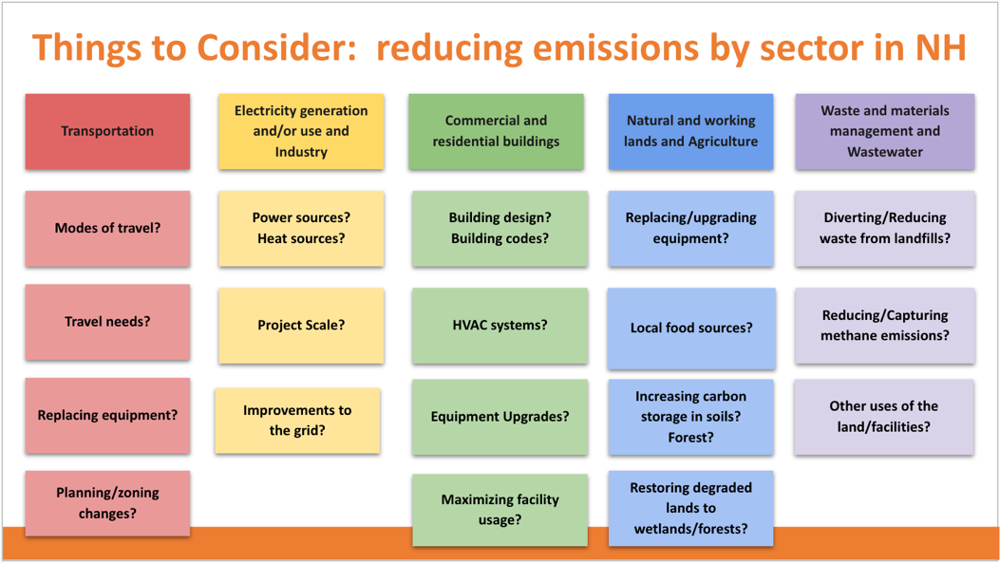 Things to Consider:  reducing emissions by sector in NH
Transportation
Modes of travel?
Travel needs?
Replacing equipment?
Planning/zoning
changes?
Electricity generation
and/or use and
Industry
Power sources?
Heat sources?
Project Scale?
Improvements to
the grid?
Commercial and
residential buildings
Building design?
Building codes?
HVAC systems?
Equipment Upgrades?
Maximizing facility
usage?
Natural and working
lands and Agriculture
Replacing/upgrading
equipment?
Local food sources?
Increasing carbon
storage in soils?
Forest?
Restoring degraded
lands to
wetlands/forests?
Waste and materials
management and
Wastewater
Diverting/Reducing
waste from landfills?
Reducing/Capturing
methane emissions?
Other uses of the
land/facilities?